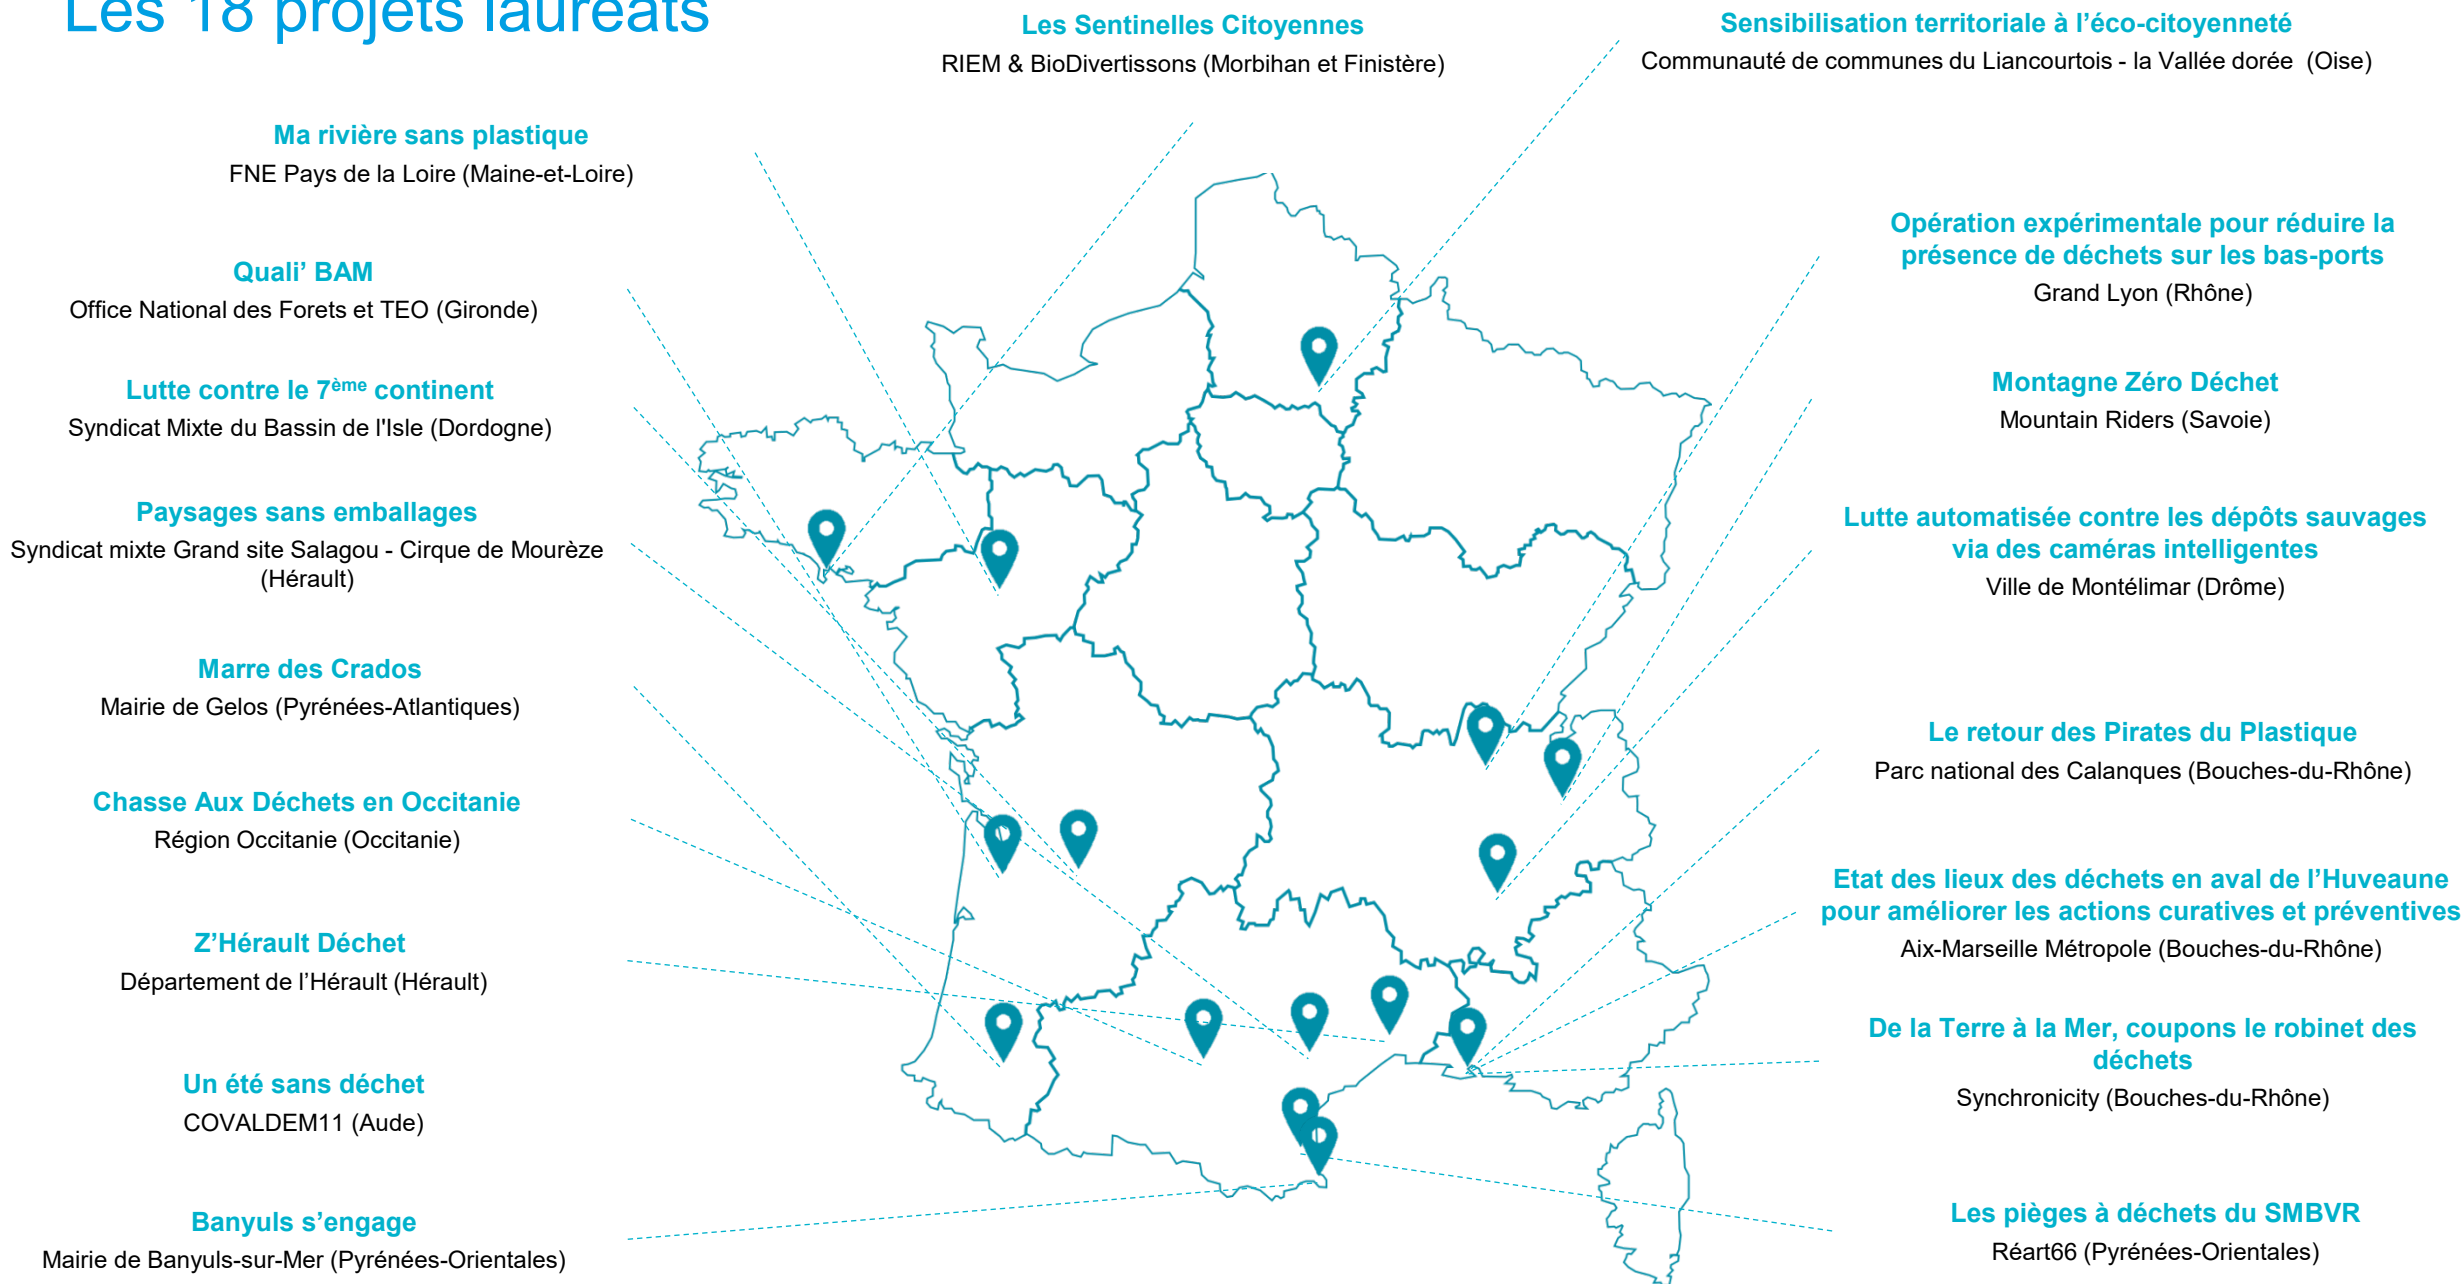 Les 18 projets lauréats
Les Sentinelles Citoyennes
RIEM & BioDivertissons (Morbihan et Finistère)
Sensibilisation territoriale à l’éco-citoyenneté
Communauté de communes du Liancourtois - la Vallée dorée (Oise)
Ma rivière sans plastique
FNE Pays de la Loire (Maine-et-Loire)
Quali’ BAM
Office National des Forets et TEO (Gironde)
Lutte contre le 7ème continent
Syndicat Mixte du Bassin de l'Isle (Dordogne)
Paysages sans emballages
Syndicat mixte Grand site Salagou - Cirque de Mourèze
(Hérault)
Marre des Crados
Mairie de Gelos (Pyrénées-Atlantiques)
Chasse Aux Déchets en Occitanie
Région Occitanie (Occitanie)
Z’Hérault Déchet
Département de l’Hérault (Hérault)
Un été sans déchet
COVALDEM11 (Aude)
Banyuls s’engage
Mairie de Banyuls-sur-Mer (Pyrénées-Orientales)
Opération expérimentale pour réduire la
présence de déchets sur les bas-ports
Grand Lyon (Rhône)
Montagne Zéro Déchet
Mountain Riders (Savoie)
Lutte automatisée contre les dépôts sauvages
via des caméras intelligentes
Ville de Montélimar (Drôme)
Le retour des Pirates du Plastique
Parc national des Calanques (Bouches-du-Rhône)
Etat des lieux des déchets en aval de l’Huveaune
pour améliorer les actions curatives et préventives
Aix-Marseille Métropole (Bouches-du-Rhône)
De la Terre à la Mer, coupons le robinet des
déchets
Synchronicity (Bouches-du-Rhône)
Les pièges à déchets du SMBVR
Réart66 (Pyrénées-Orientales)